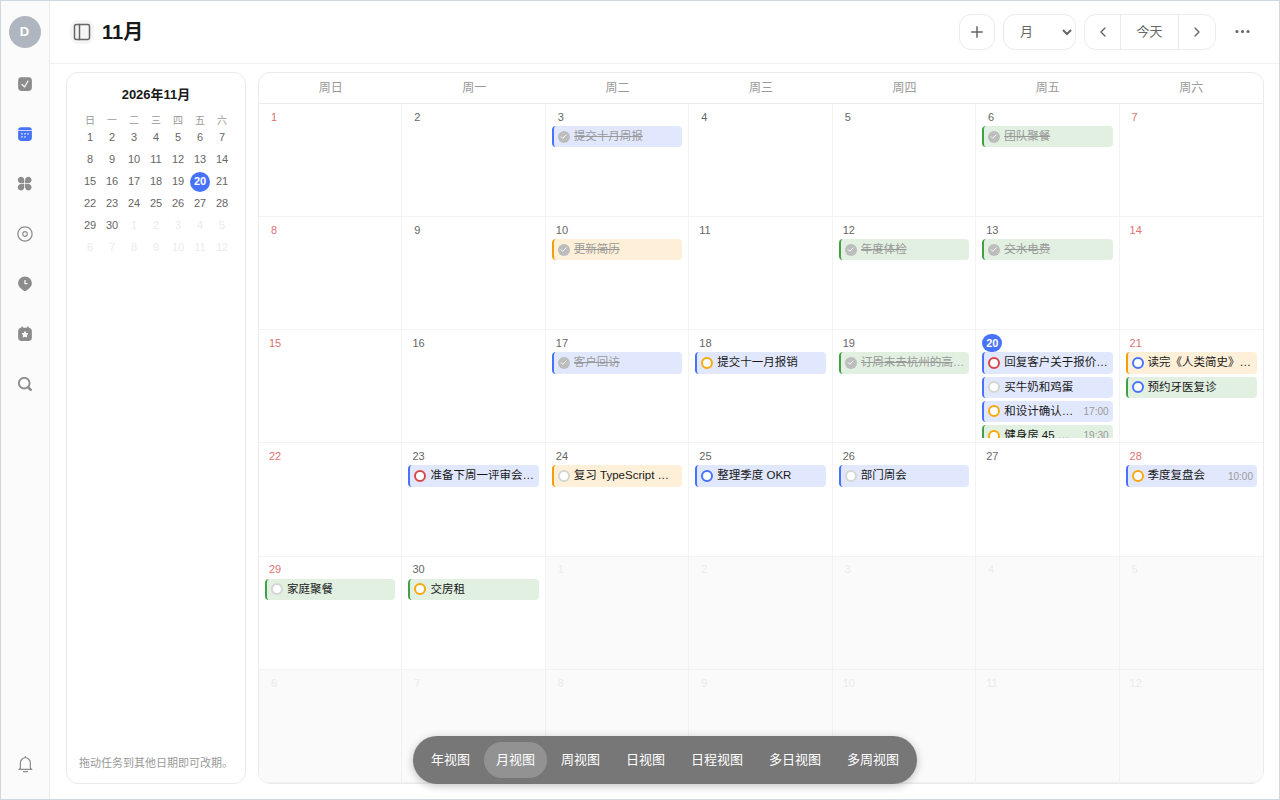 D
11月
月
今天
2026年11月
日 一 二 三 四 五 六
1 2 3 4 5 6 7
8 9 10 11 12 13 14
15 16 17 18 19 20 21
22 23 24 25 26 27 28
29 30 1 2 3 4 5
6 7 8 9 10 11 12
拖动任务到其他日期即可改期。
周日 周一 周二 周三 周四 周五 周六
1 2 3 4 5 6 7
提交十月周报 团队聚餐
8 9 10 11 12 13 14
更新简历 年度体检 交水电费
15 16 17 18 19 20 21
客户回访 提交十一月报销 订周末去杭州的高… 回复客户关于报价… 读完《人类简史》…
买牛奶和鸡蛋 预约牙医复诊
和设计确认… 17:00
健身房 45 … 19:30
22 23 24 25 26 27 28
准备下周一评审会… 复习 TypeScript … 整理季度 OKR 部门周会 季度复盘会 10:00
29 30 1 2 3 4 5
家庭聚餐 交房租
6 7 8 9 10 11 12
年视图 月视图 周视图 日视图 日程视图 多日视图 多周视图